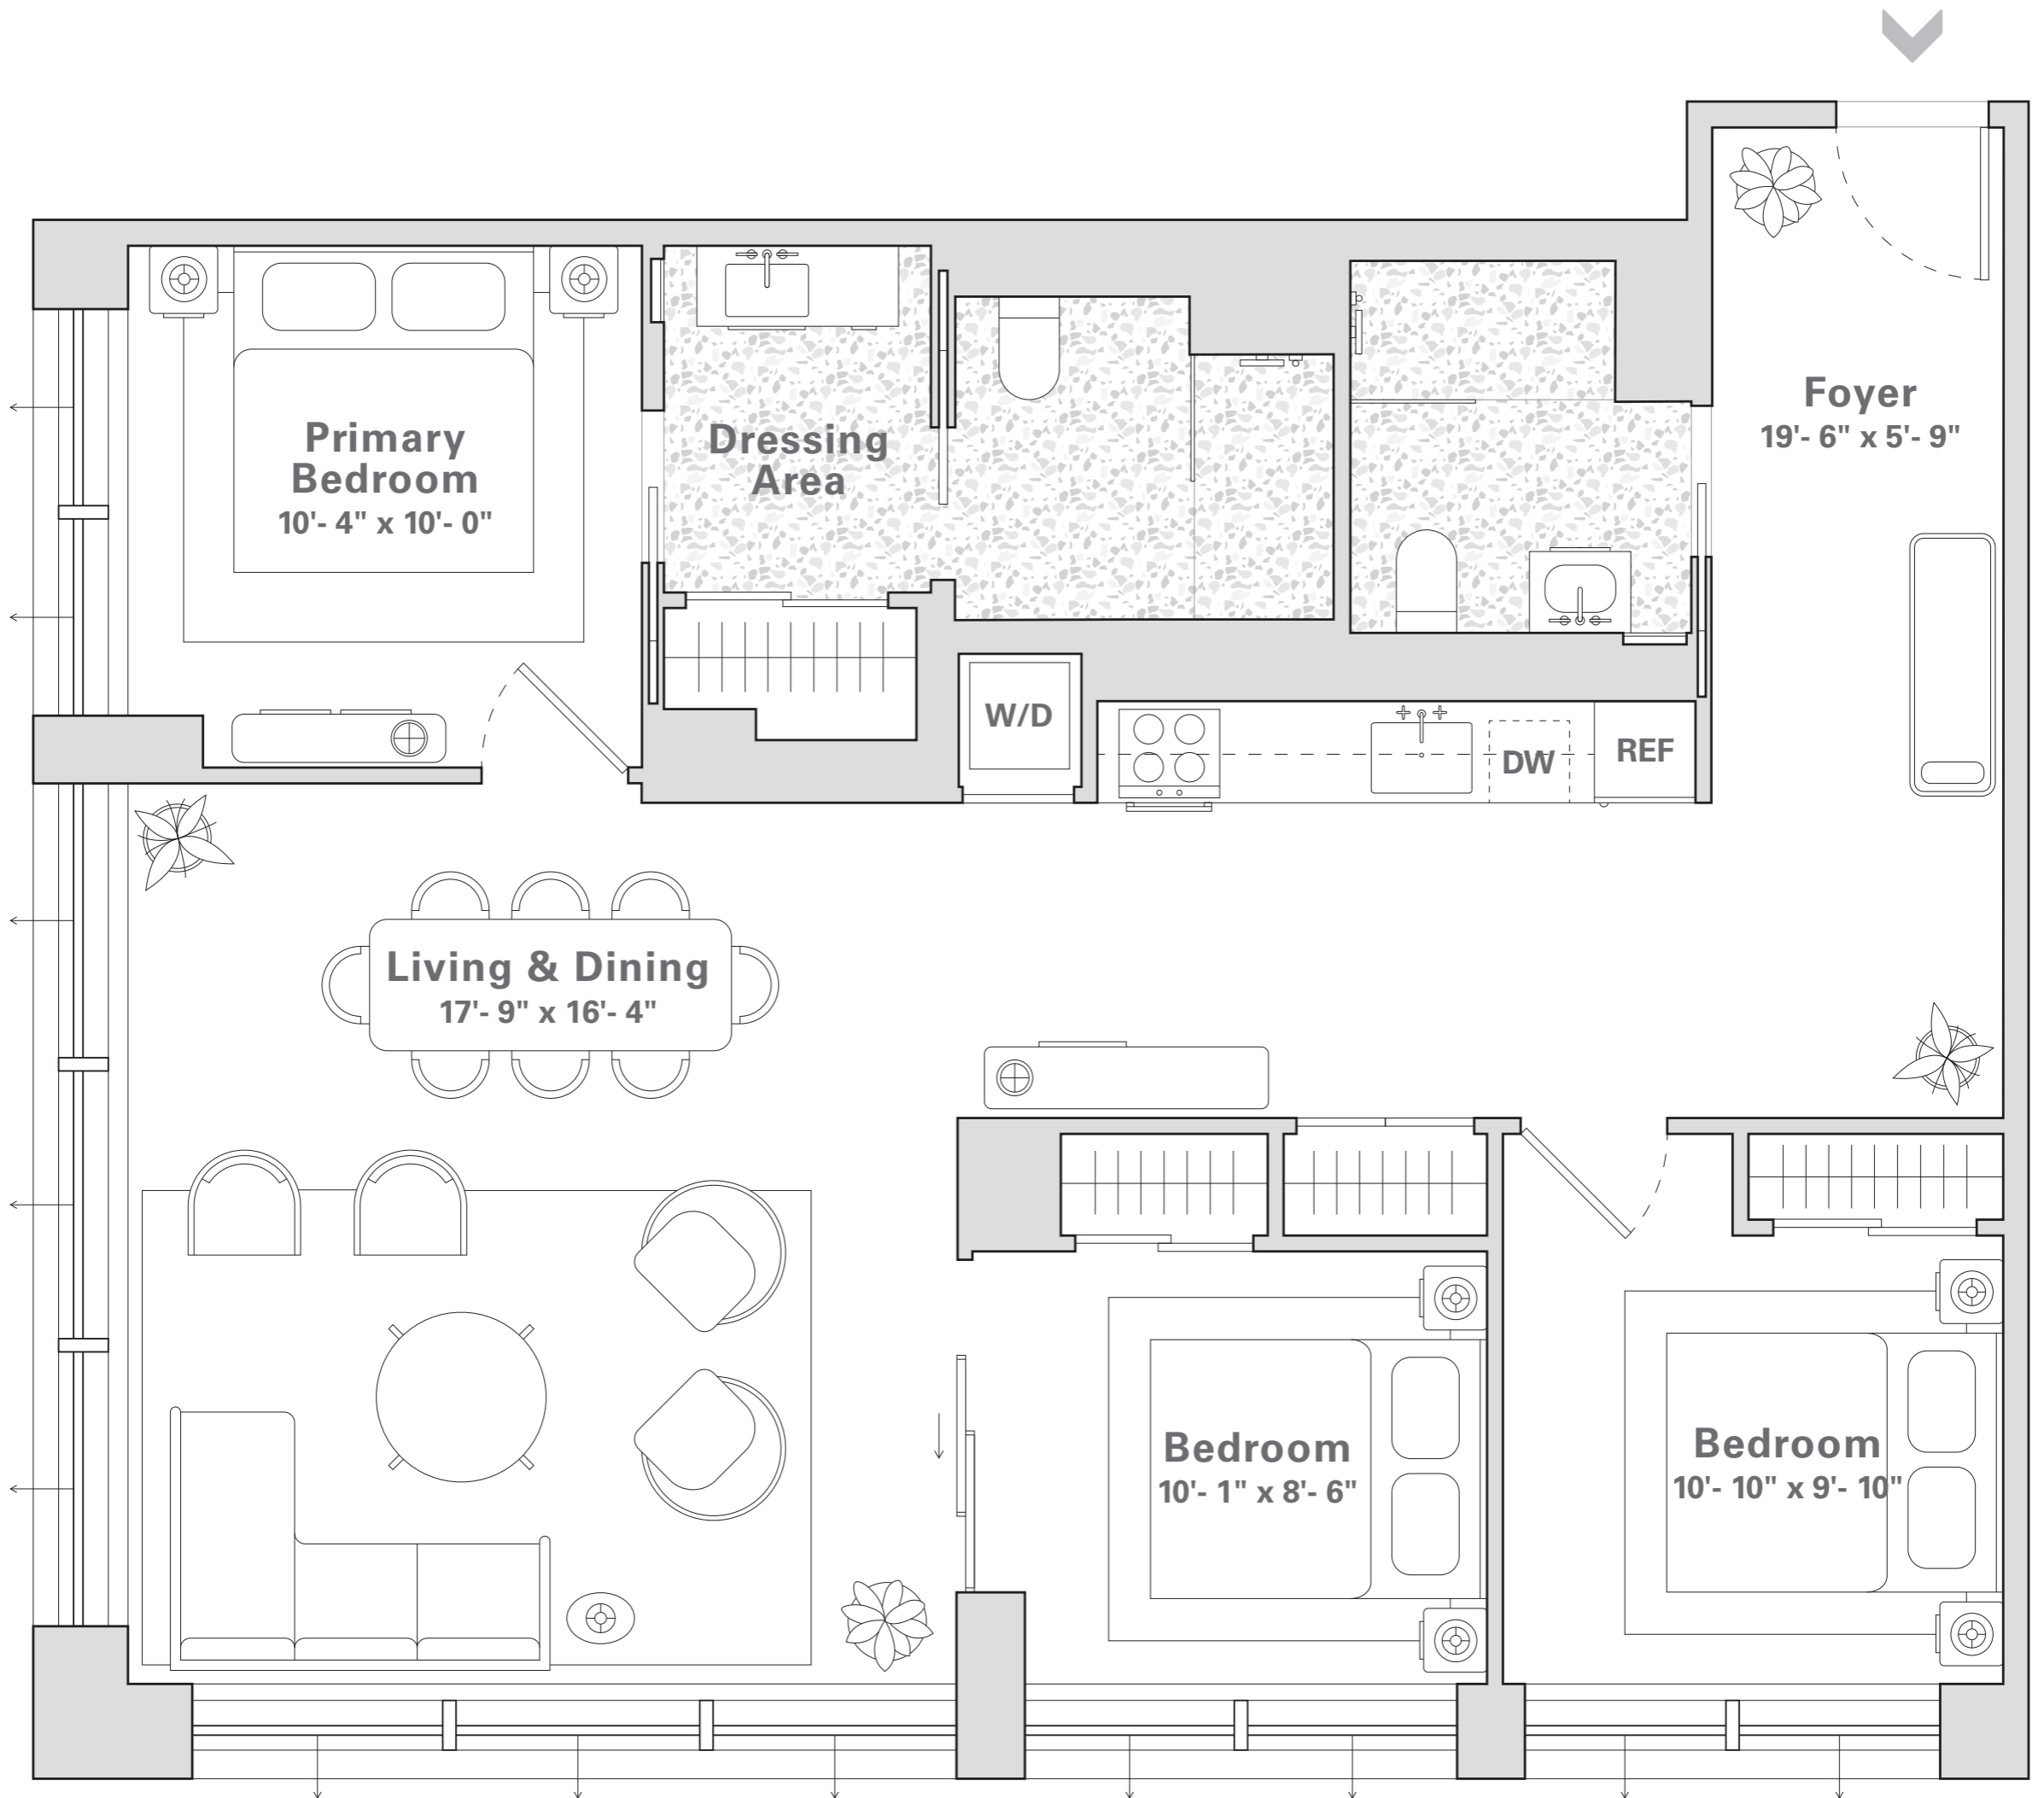 Foyer
19'- 6" x 5'- 9"
Primary
Bedroom
10'- 4" x 10'- 0"
Dressing
Area
W/D
DW
REF
Living & Dining
17'- 9" x 16'- 4"
Bedroom
10'- 1" x 8'- 6"
Bedroom
10'- 10" x 9'- 10"